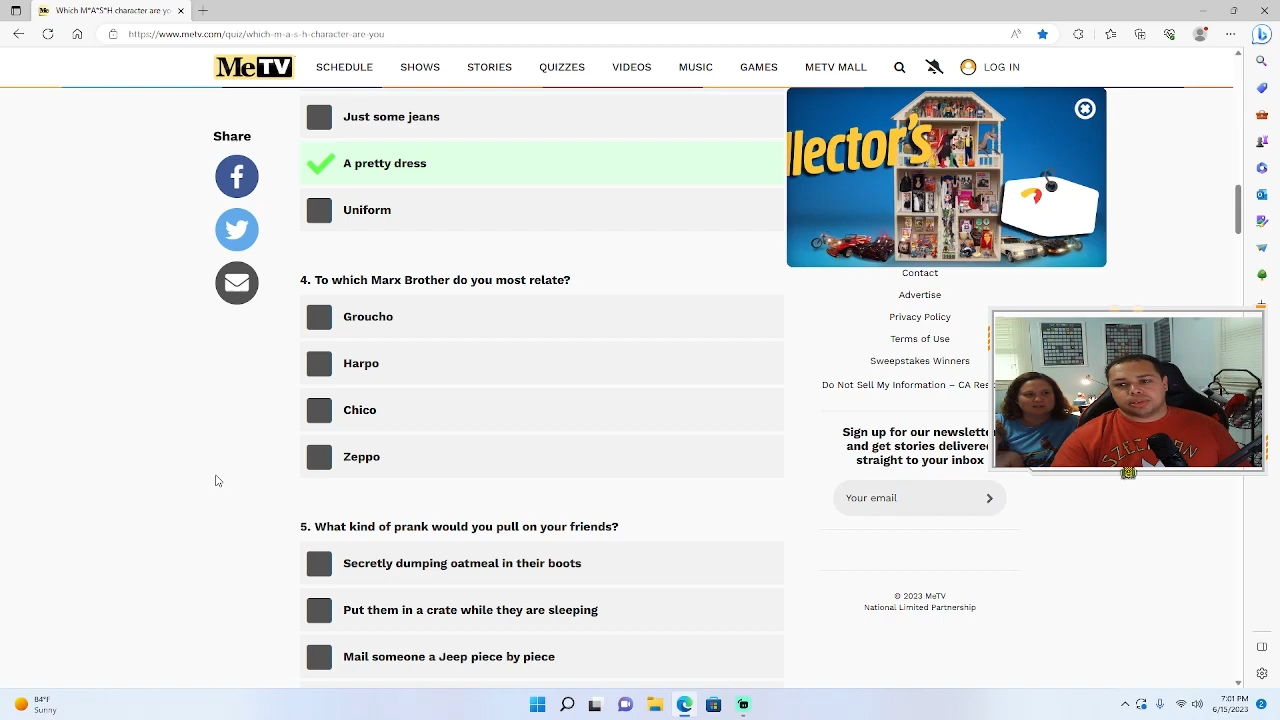 Which M*A*S*H character are yo
https://www.metv.com/quiz/which-m-a-s-h-character-are-you
MeTV SCHEDULE SHOWS STORIES QUIZZES VIDEOS MUSIC GAMES METV MALL LOG IN
Share
Just some jeans
A pretty dress
Uniform
4. To which Marx Brother do you most relate?
Groucho
Harpo
Chico
Zeppo
5. What kind of prank would you pull on your friends?
Secretly dumping oatmeal in their boots
Put them in a crate while they are sleeping
Mail someone a Jeep piece by piece
llector's
Contact
Advertise
Privacy Policy
Terms of Use
Sweepstakes Winners
Do Not Sell My Information – CA Res
Sign up for our newslette
and get stories delivered
straight to your inbox
Your email
© 2023 MeTV
National Limited Partnership
84°F
Sunny
7:01 PM
6/15/2023
2